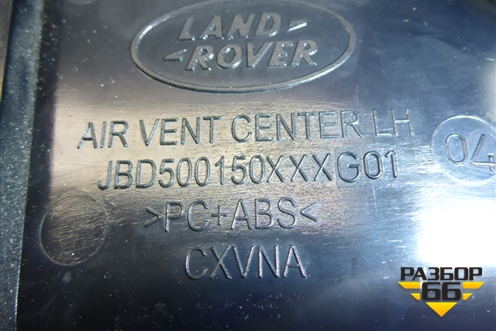 LAND-
-ROVER
AIR VENT CENTER LH
JBD500150XXXG01
04
>PC+ABS<
CXVNA
РАЗБОР
66